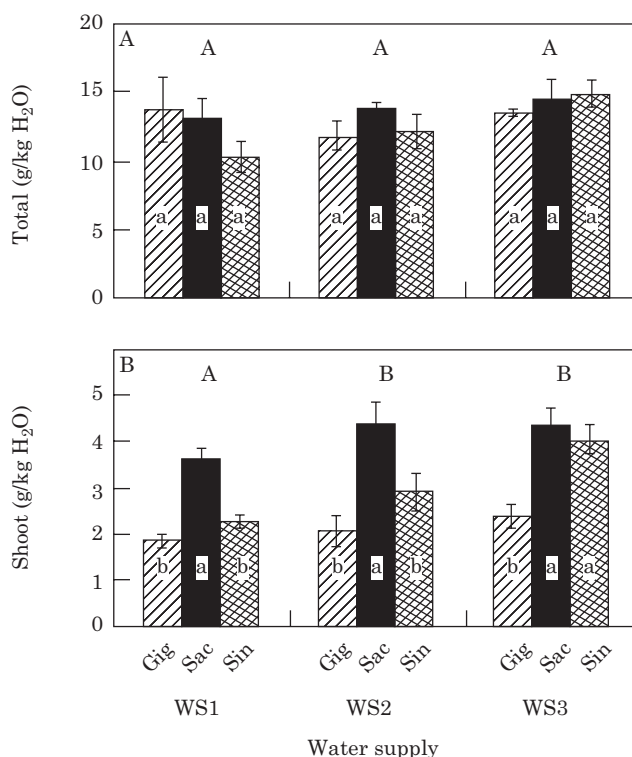 20
A A A A
15
10
5
0
a a a a a a a a a
Total (g/kg H₂O)
B A B B
5
4
3
2
1
0
b a b b a b b a a
Shoot (g/kg H₂O)
Gig Sac Sin Gig Sac Sin Gig Sac Sin
WS1 WS2 WS3
Water supply